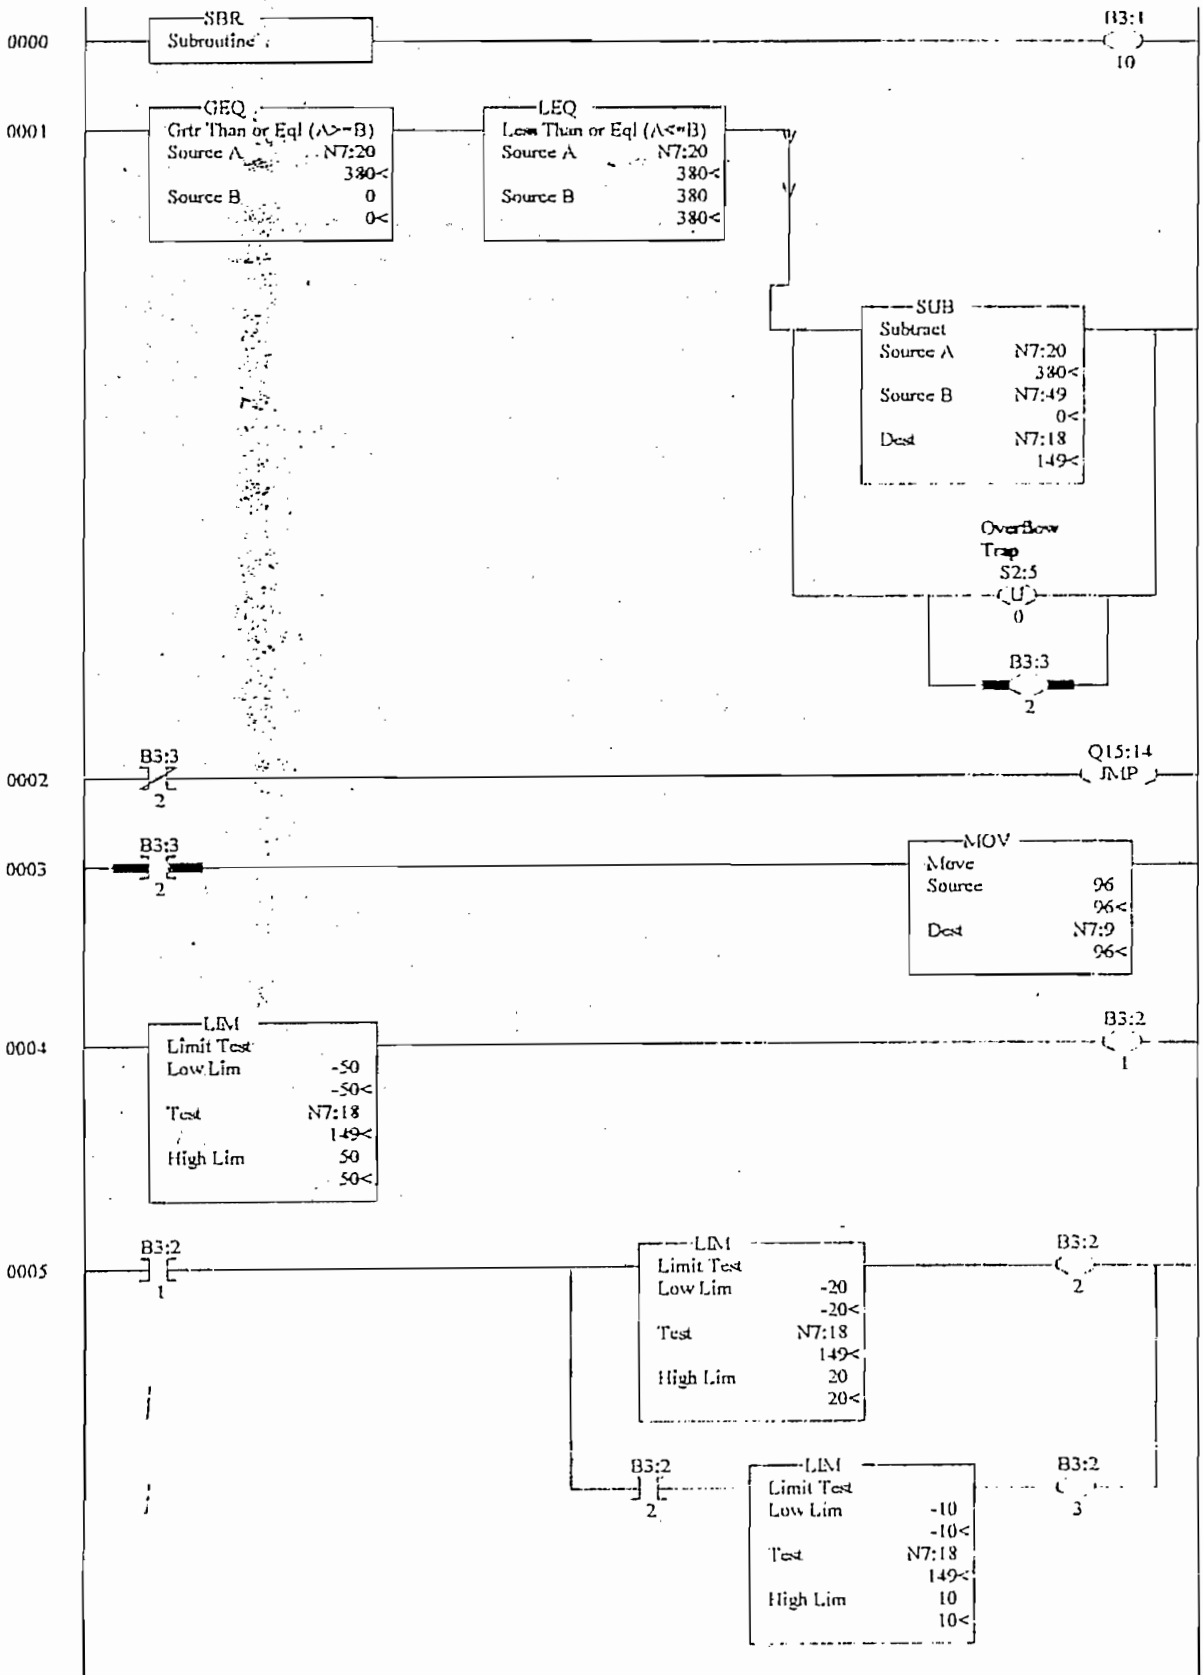 0000
SBR
Subroutine
B3:1
10
0001
GEQ
Grtr Than or Eql (A>=B)
Source A N7:20
380<
Source B 0
0<
LEQ
Less Than or Eql (A<=B)
Source A N7:20
380<
Source B 380
380<
SUB
Subtract
Source A N7:20
380<
Source B N7:49
0<
Dest N7:18
149<
Overflow
Trap
S2:5
U
0
B3:3
2
0002
B3:3
2
Q15:14
JMP
0003
B3:3
2
MOV
Move
Source 96
96<
Dest N7:9
96<
0004
LIM
Limit Test
Low Lim -50
-50<
Test N7:18
149<
High Lim 50
50<
B3:2
1
0005
B3:2
1
LIM
Limit Test
Low Lim -20
-20<
Test N7:18
149<
High Lim 20
20<
B3:2
2
B3:2
2
LIM
Limit Test
Low Lim -10
-10<
Test N7:18
149<
High Lim 10
10<
B3:2
3